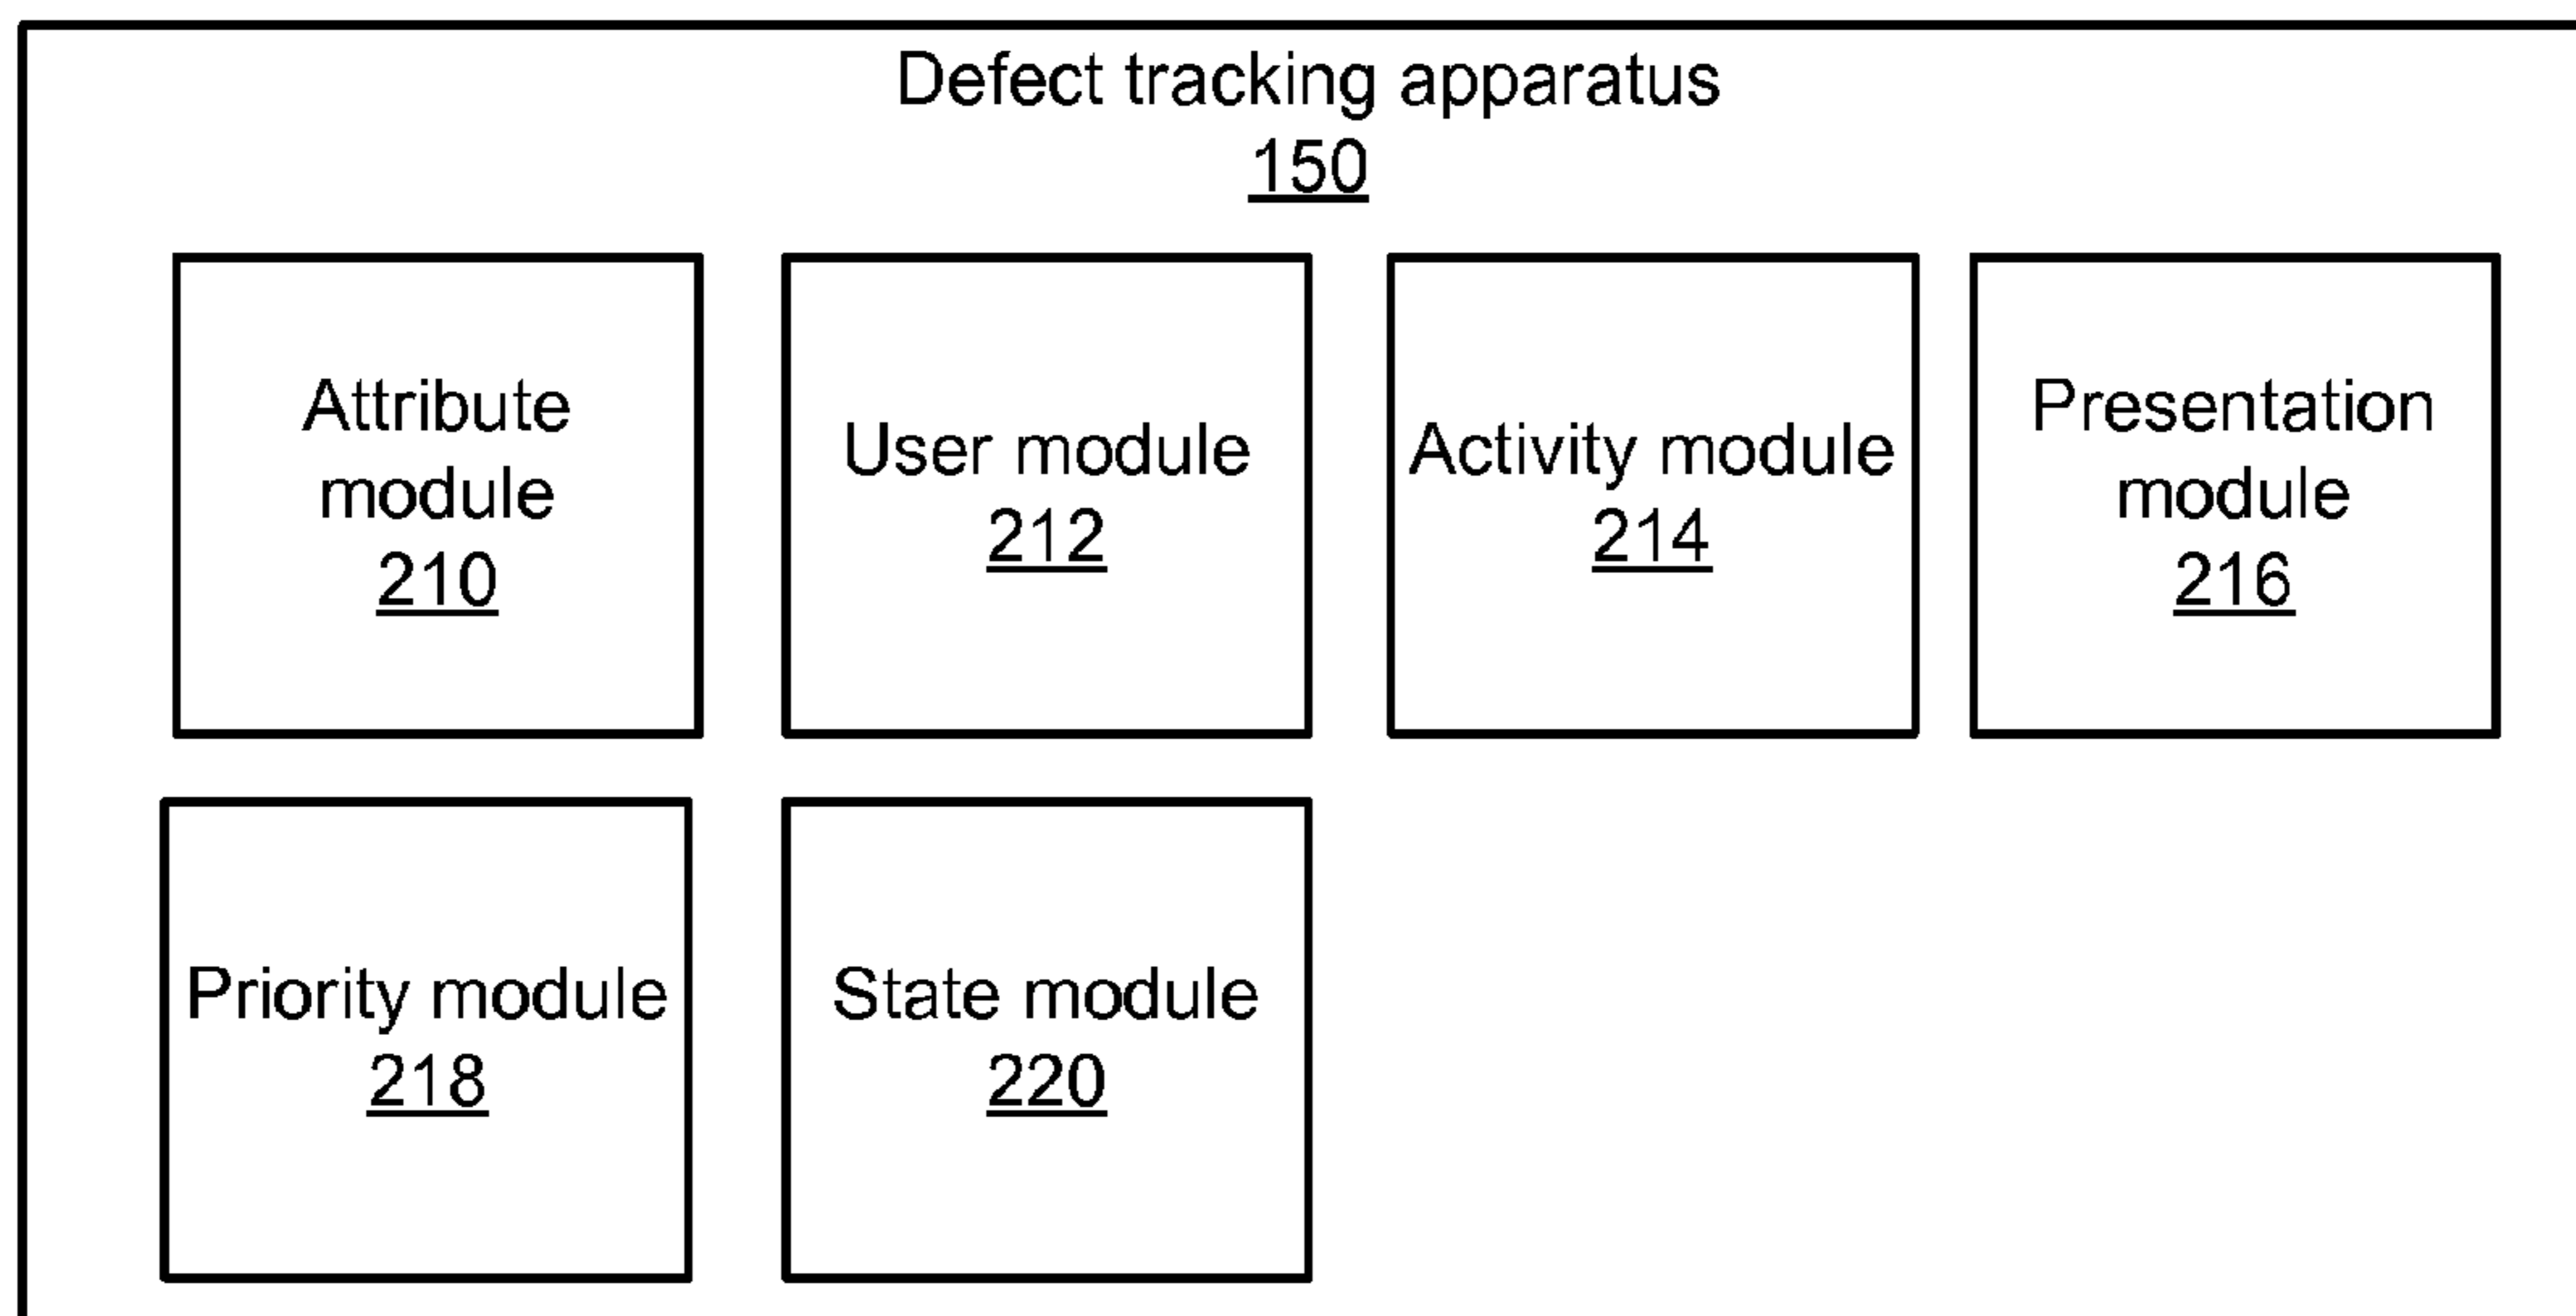 Defect tracking apparatus
150
Attribute
module
210
User module
212
Activity module
214
Presentation
module
216
Priority module
218
State module
220